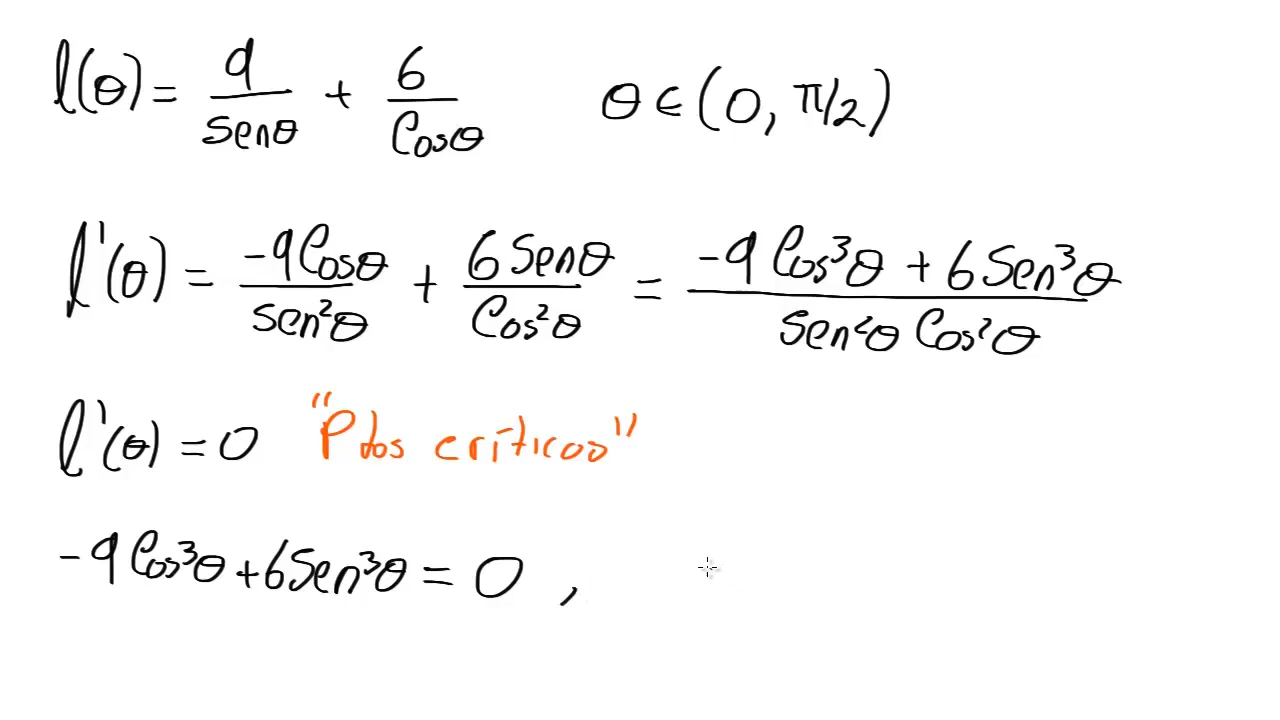 l(θ) = 9/senθ + 6/Cosθ θ ∈ (0, π/2)
l'(θ) = -9Cosθ/sen²θ + 6Senθ/Cos²θ = -9Cos³θ + 6Sen³θ/sen²θ Cos²θ
l'(θ) = 0 "Ptos críticos"
-9Cos³θ + 6Sen³θ = 0 ,